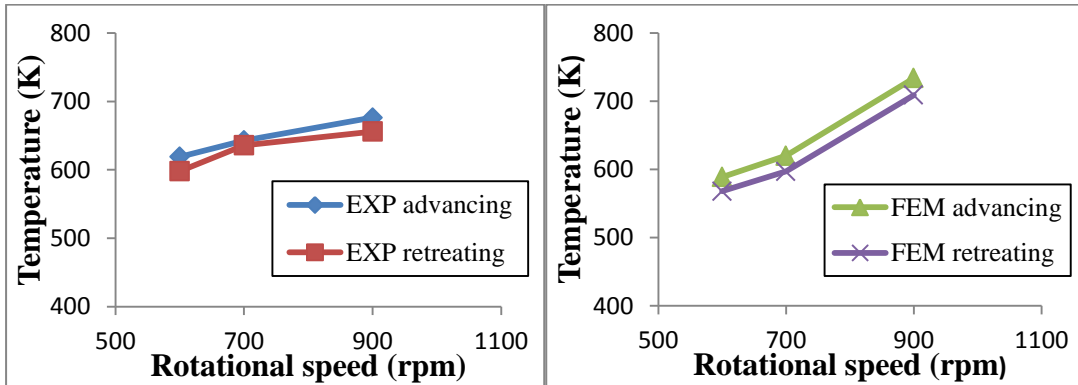 Temperature (K)
800
700
600
500
400
EXP advancing
EXP retreating
500
700
900
1100
Rotational speed (rpm)
Temperature (K)
800
700
600
500
400
FEM advancing
FEM retreating
500
700
900
1100
Rotational speed (rpm)